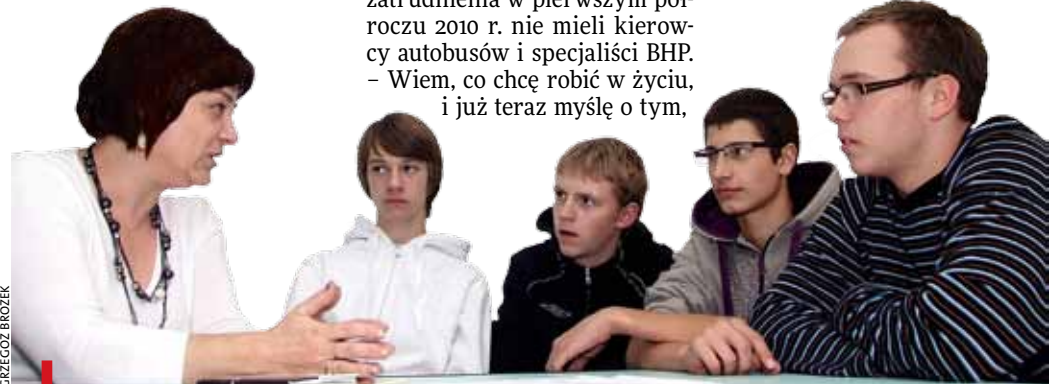 zatrudnienia w pierwszym pół-
roczu 2010 r. nie mieli kierow-
cy autobusów i specjaliści BHP.
– Wiem, co chcę robić w życiu,
i już teraz myślę o tym,
GRZEGOŻ BROŻEK